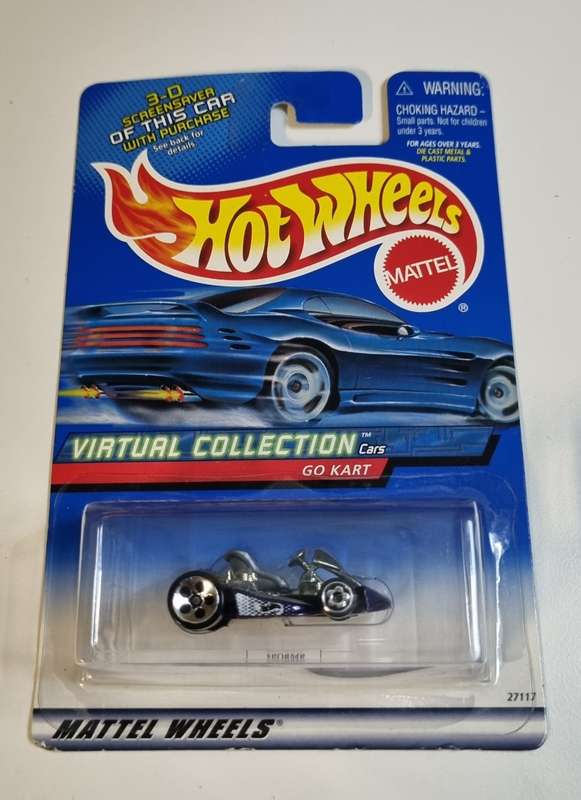 3-D
SCREENSAVER
OF THIS CAR
WITH PURCHASE
See back for
details
WARNING:
CHOKING HAZARD –
Small parts. Not for children
under 3 years.
FOR AGES OVER 3 YEARS.
DIE CAST METAL &
PLASTIC PARTS.
HOT WHEELS
MATTEL
®
VIRTUAL COLLECTION™
Cars
GO KART
27117
MATTEL WHEELS®